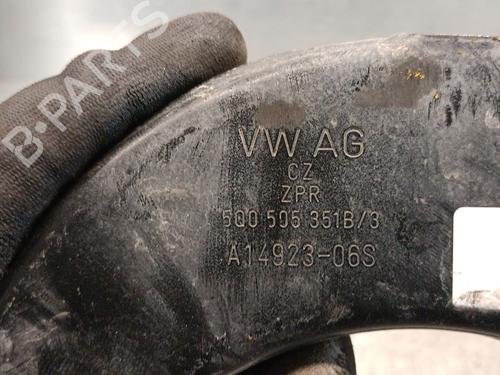 B-PARTS
VW AG
CZ
ZPR
5Q0 505 351B/3
A14923-06S